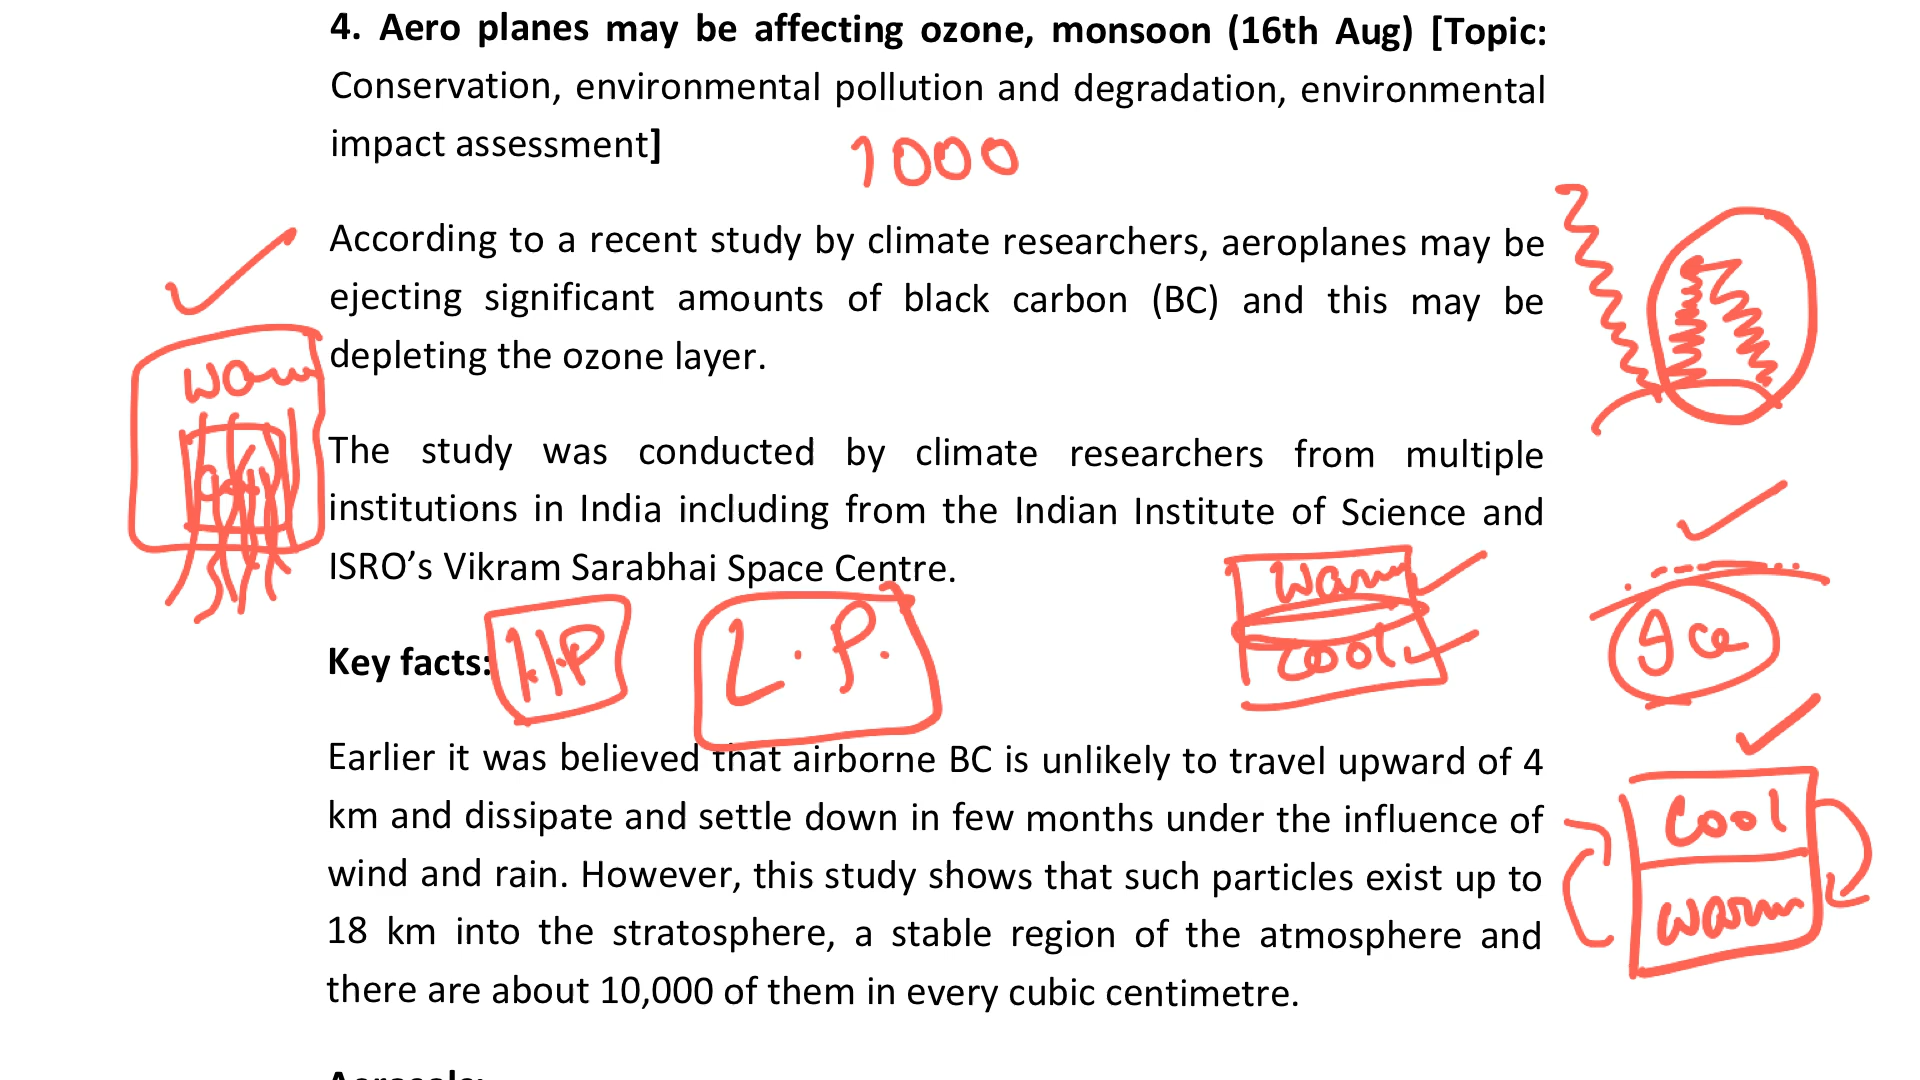 4. Aero planes may be affecting ozone, monsoon (16th Aug) [Topic:
Conservation, environmental pollution and degradation, environmental
impact assessment]
1000
According to a recent study by climate researchers, aeroplanes may be
ejecting significant amounts of black carbon (BC) and this may be
depleting the ozone layer.
warm
The study was conducted by climate researchers from multiple
institutions in India including from the Indian Institute of Science and
ISRO’s Vikram Sarabhai Space Centre.
warm
cool
Ice
Key facts:
H.P
L.P.
Earlier it was believed that airborne BC is unlikely to travel upward of 4
km and dissipate and settle down in few months under the influence of
wind and rain. However, this study shows that such particles exist up to
18 km into the stratosphere, a stable region of the atmosphere and
there are about 10,000 of them in every cubic centimetre.
cool
warm